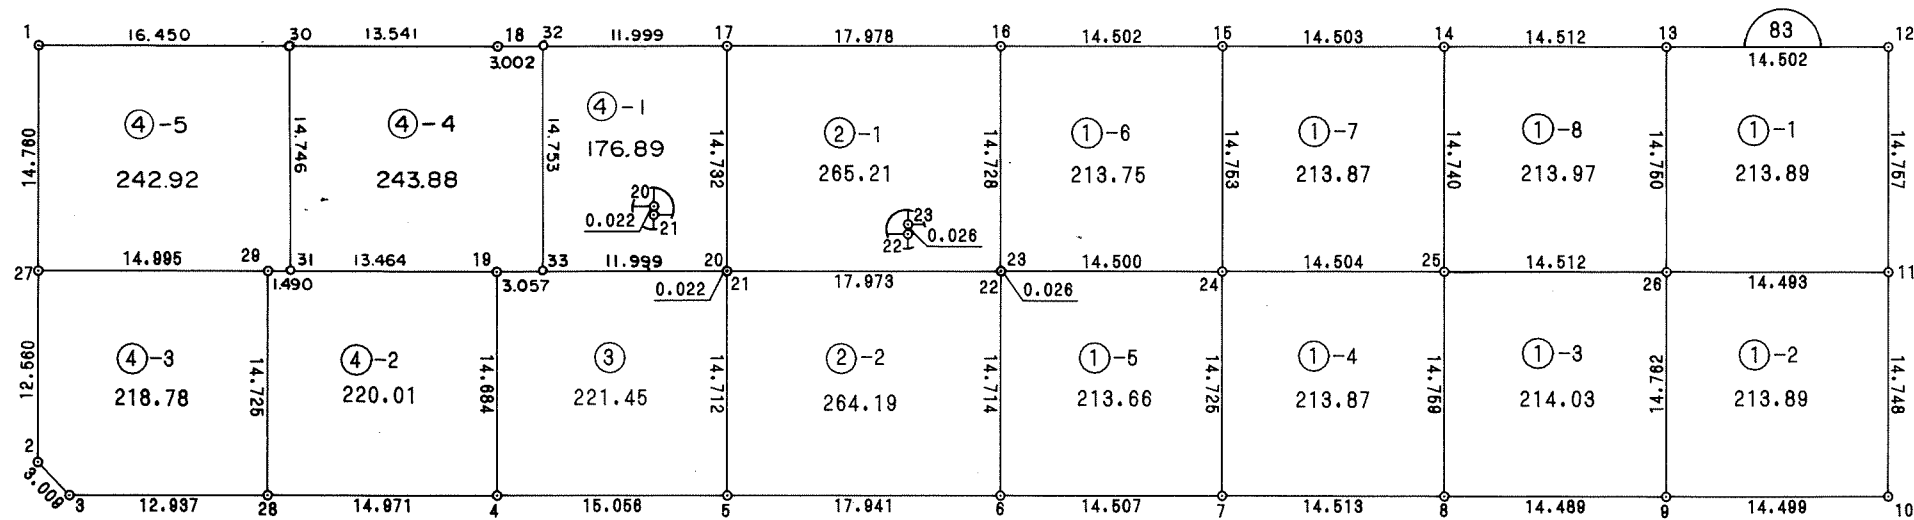 1 16.450 30 13.541 18 32 11.999 17 17.978 16 14.502 15 14.503 14 14.512 13 83 12
3.002 14.502
④-5 ④-4 ④-1 ②-1 ①-6 ①-7 ①-8 ①-1
14.760 14.746 14.753 14.732 14.728 14.753 14.740 14.750 14.757
242.92 243.88 176.89 265.21 213.75 213.87 213.97 213.89
20 0.022 21 23 22 0.026
27 14.995 29 31 13.464 19 33 11.999 20 17.973 23 14.500 14.504 25 14.512 14.493 11
1.490 3.057 0.022 21 22 0.026 24 26
④-3 ④-2 ③ ②-2 ①-5 ①-4 ①-3 ①-2
12.660 14.725 14.684 14.712 14.714 14.725 14.759 14.762 14.748
218.78 220.01 221.45 264.19 213.66 213.87 214.03 213.89
2
3.009
3 12.937 28 14.971 4 15.056 5 17.941 6 14.507 7 14.513 8 14.489 9 14.499 10